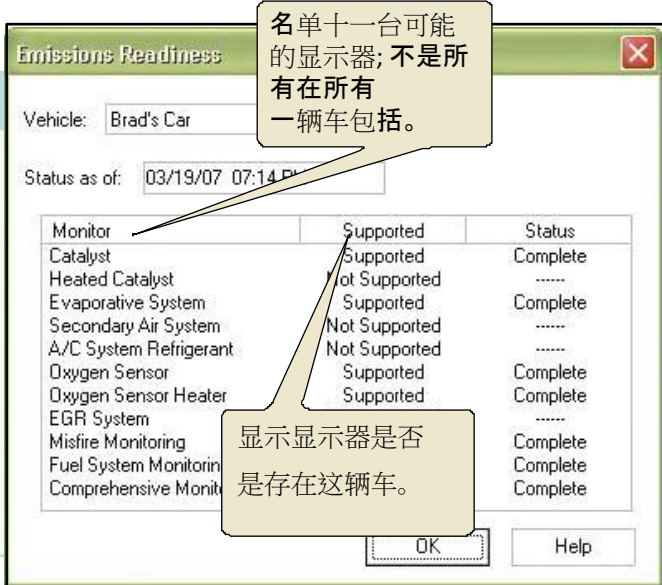 名单十一台可能
的显示器; 不是所
有在所有
一辆车包括。
Emissions Readiness
Vehicle: Brad's Car
Status as of: 03/19/07 07:14
Monitor Supported Status
Catalyst Supported Complete
Heated Catalyst Not Supported ------
Evaporative System Supported Complete
Secondary Air System Not Supported ------
A/C System Refrigerant Not Supported ------
Oxygen Sensor Supported Complete
Oxygen Sensor Heater Supported Complete
EGR System ------
Misfire Monitoring Complete
Fuel System Complete
Comprehensive Complete
显示显示器是否
是存在这辆车。
OK Help